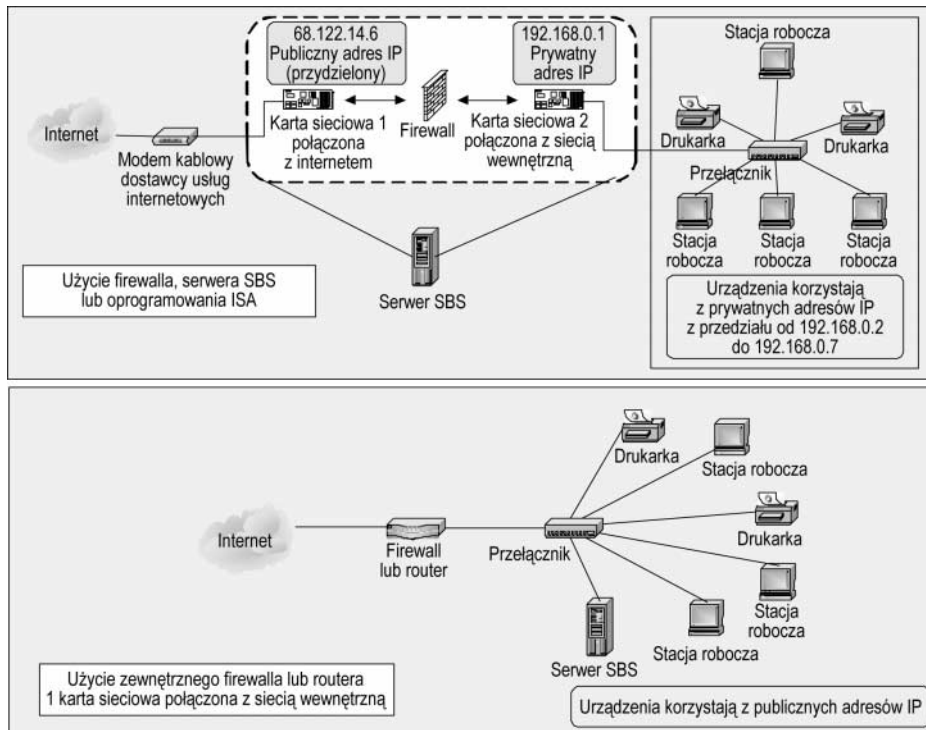 68.122.14.6
Publiczny adres IP
(przydzielony)
192.168.0.1
Prywatny
adres IP
Internet
Modem kablowy
dostawcy usług
internetowych
Karta sieciowa 1
połączona
z internetem
Firewall
Karta sieciowa 2
połączona z siecią
wewnętrzną
Serwer SBS
Użycie firewalla, serwera SBS
lub oprogramowania ISA
Stacja robocza
Drukarka
Drukarka
Przełącznik
Stacja
robocza
Stacja
robocza
Stacja
robocza
Urządzenia korzystają
z prywatnych adresów IP
z przedziału od 192.168.0.2
do 192.168.0.7
Internet
Firewall
lub router
Przełącznik
Drukarka
Stacja robocza
Drukarka
Stacja
robocza
Stacja robocza
Serwer SBS
Użycie zewnętrznego firewalla lub routera
1 karta sieciowa połączona z siecią wewnętrzną
Urządzenia korzystają z publicznych adresów IP